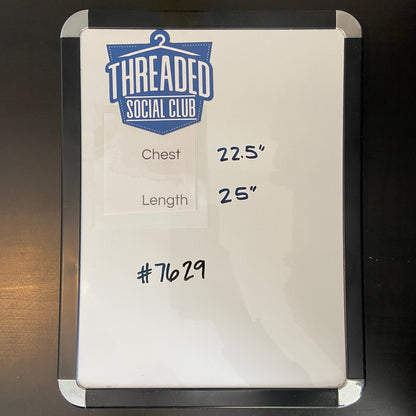 THREADED
SOCIAL CLUB
Chest 22.5"
Length 25"
#7629